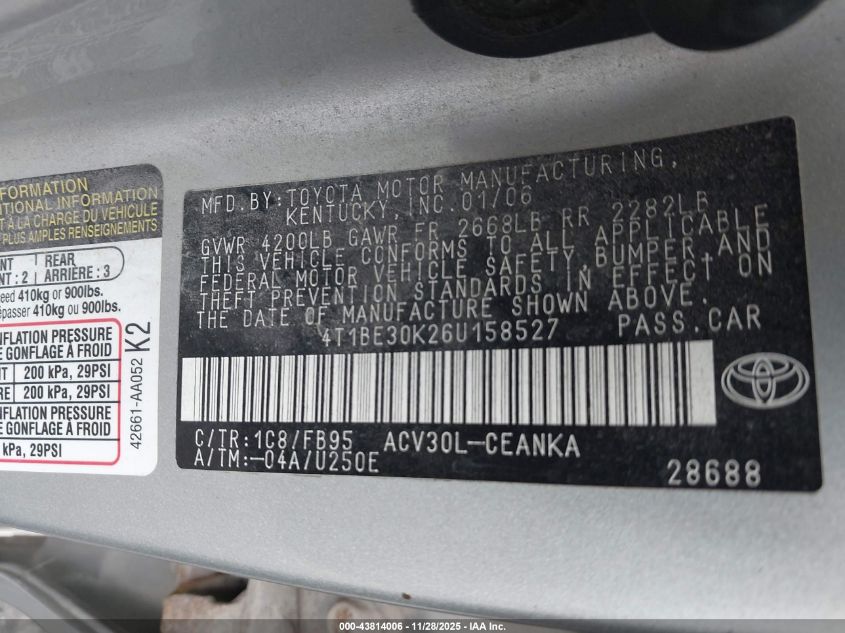 MFD.BY:TOYOTA MOTOR MANUFACTURING,
KENTUCKY, INC.01/06
GVWR 4200LB GAWR FR 2668LB RR 2282LB
THIS VEHICLE CONFORMS TO ALL APPLICABLE
FEDERAL MOTOR VEHICLE SAFETY, BUMPER, AND
THEFT PREVENTION STANDARDS IN EFFECT ON
THE DATE OF MANUFACTURE SHOWN ABOVE.
4T1BE30K26U158527 PASS.CAR
C/TR:1C8/FB95 ACV30L-CEANKA
A/TM:-04A/U250E
28688
FORMATION
TIONAL INFORMATION
T À LA CHARGE DU VÉHICULE
PLUS AMPLES RENSEIGNEMENTS
NT REAR
NT : 2 ARRIÈRE : 3
eed 410kg or 900lbs.
épasser 410kg ou 900lbs.
NFLATION PRESSURE
GONFLAGE À FROID
T 200 kPa, 29PSI
RE 200 kPa, 29PSI
NFLATION PRESSURE
GONFLAGE À FROID
kPa, 29PSI
42661-AA052 K2
000-43814006 - 11/28/2025 - IAA Inc.